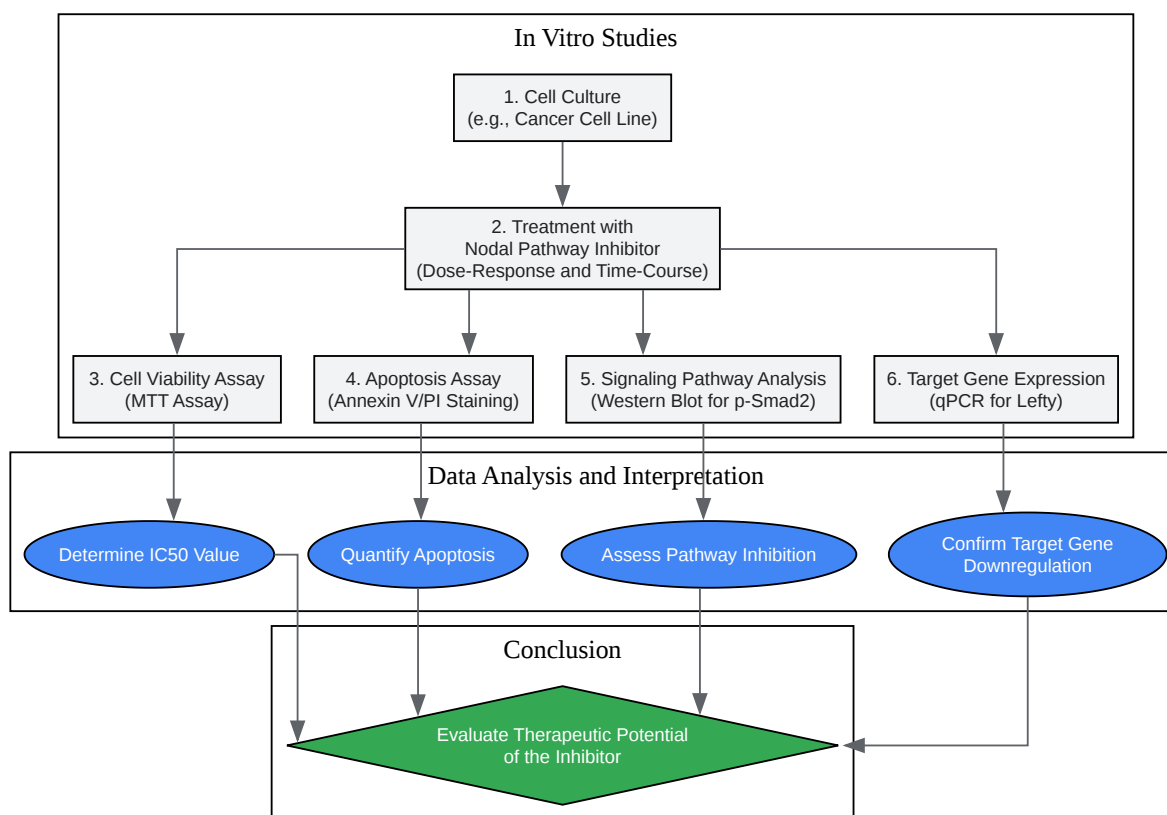 In Vitro Studies
1. Cell Culture
(e.g., Cancer Cell Line)
2. Treatment with
Nodal Pathway Inhibitor
(Dose-Response and Time-Course)
3. Cell Viability Assay
(MTT Assay)
4. Apoptosis Assay
(Annexin V/PI Staining)
5. Signaling Pathway Analysis
(Western Blot for p-Smad2)
6. Target Gene Expression
(qPCR for Lefty)
Data Analysis and Interpretation
Determine IC50 Value
Quantify Apoptosis
Assess Pathway Inhibition
Confirm Target Gene
Downregulation
Conclusion
Evaluate Therapeutic Potential
of the Inhibitor